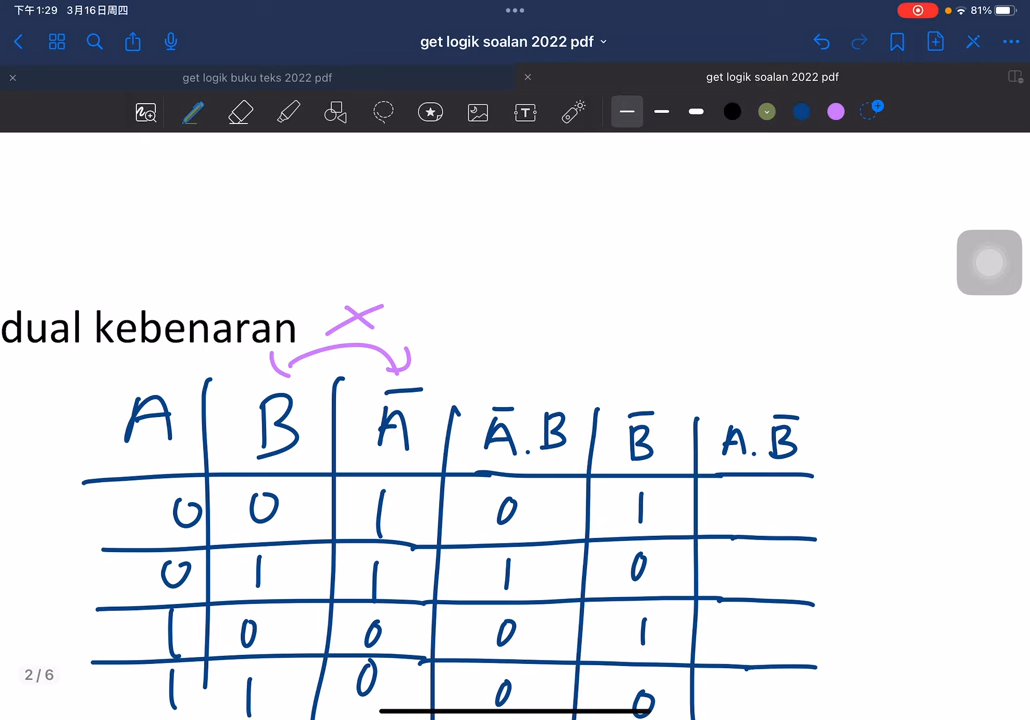 下午1:29 3月16日周四 81%
get logik soalan 2022 pdf
get logik buku teks 2022 pdf get logik soalan 2022 pdf
T
dual kebenaran ×
A B A̅ A̅.B B̅ A.B̅
0 0 1 0 1
0 1 1 1 0
1 0 0 0 1
1 1 0 0 0
2 / 6